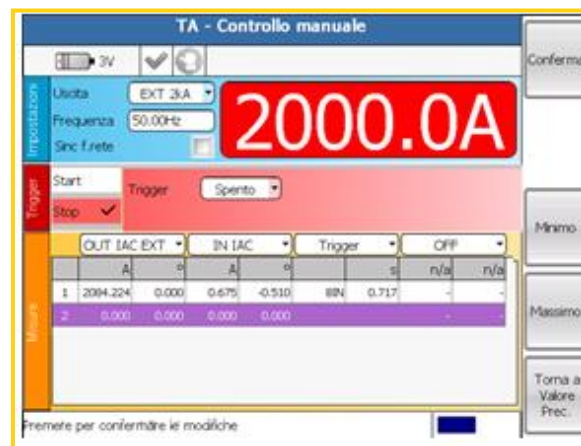 TA - Controllo manuale
3V
Conferma
Impostazioni
Uscita
EXT 2kA
2000.0A
Frequenza
50.00Hz
Sinc f.rete
Trigger
Start
Trigger
Spento
Stop
Minimo
Misure
OUT IAC EXT
IN IAC
Trigger
OFF
A ° A ° s n/a n/a
1 2084.224 0.000 0.675 -0.510 BIN 0.717 - -
2 0.000 0.000 0.000 0.000 - -
Massimo
Torna a
Valore
Prec.
Premete per confermare le modifiche